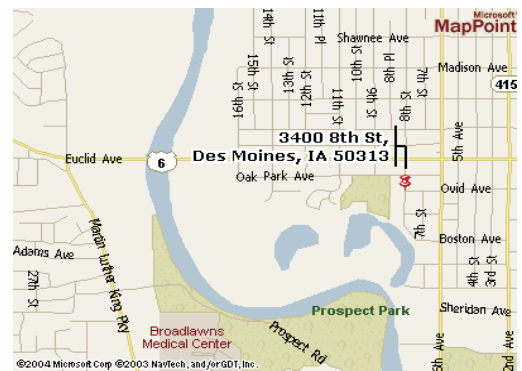 Microsoft
MapPoint
14th St
11th Pl
Shawnee Ave
15th St
13th St
10th St
8th Pl
7th St
Madison Ave
16th St
12th St
11th St
9th St
8th St
415
3400 8th St,
Des Moines, IA 50313
5th Ave
Euclid Ave
6
Oak Park Ave
Ovid Ave
7th St
Martin Luther King Pky
Boston Ave
Adams Ave
27th St
4th St
3rd St
Prospect Park
Sheridan Ave
Broadlawns
Medical Center
Prospect Rd
6th Ave
2nd Ave
©2004 Microsoft Corp ©2003 NavTech, and/or GDT, Inc.